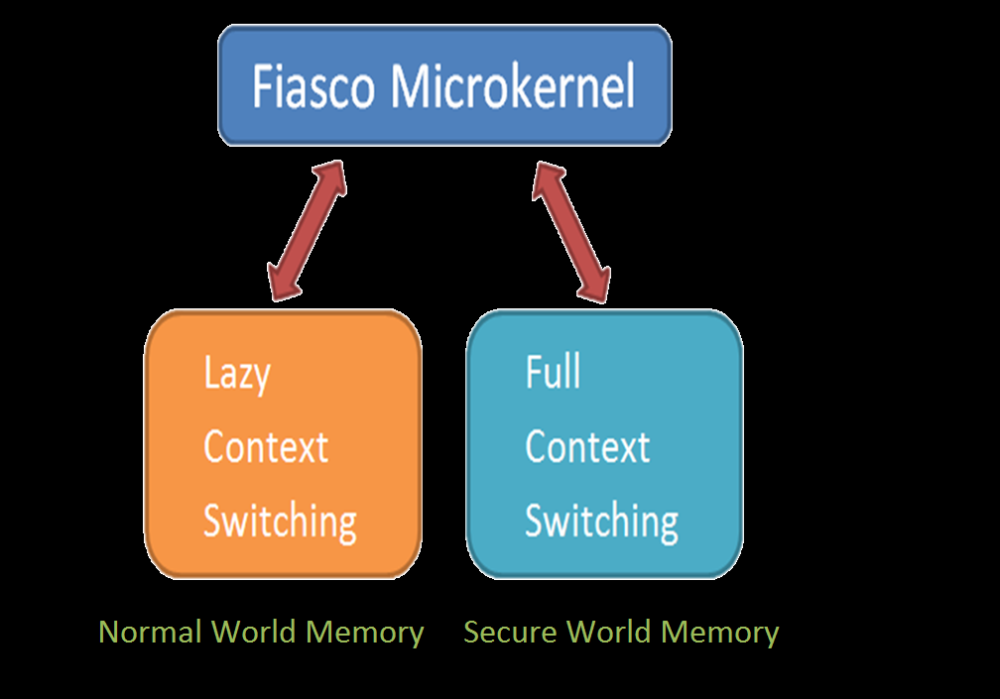 Fiasco Microkernel
Lazy
Context
Switching
Full
Context
Switching
Normal World Memory
Secure World Memory